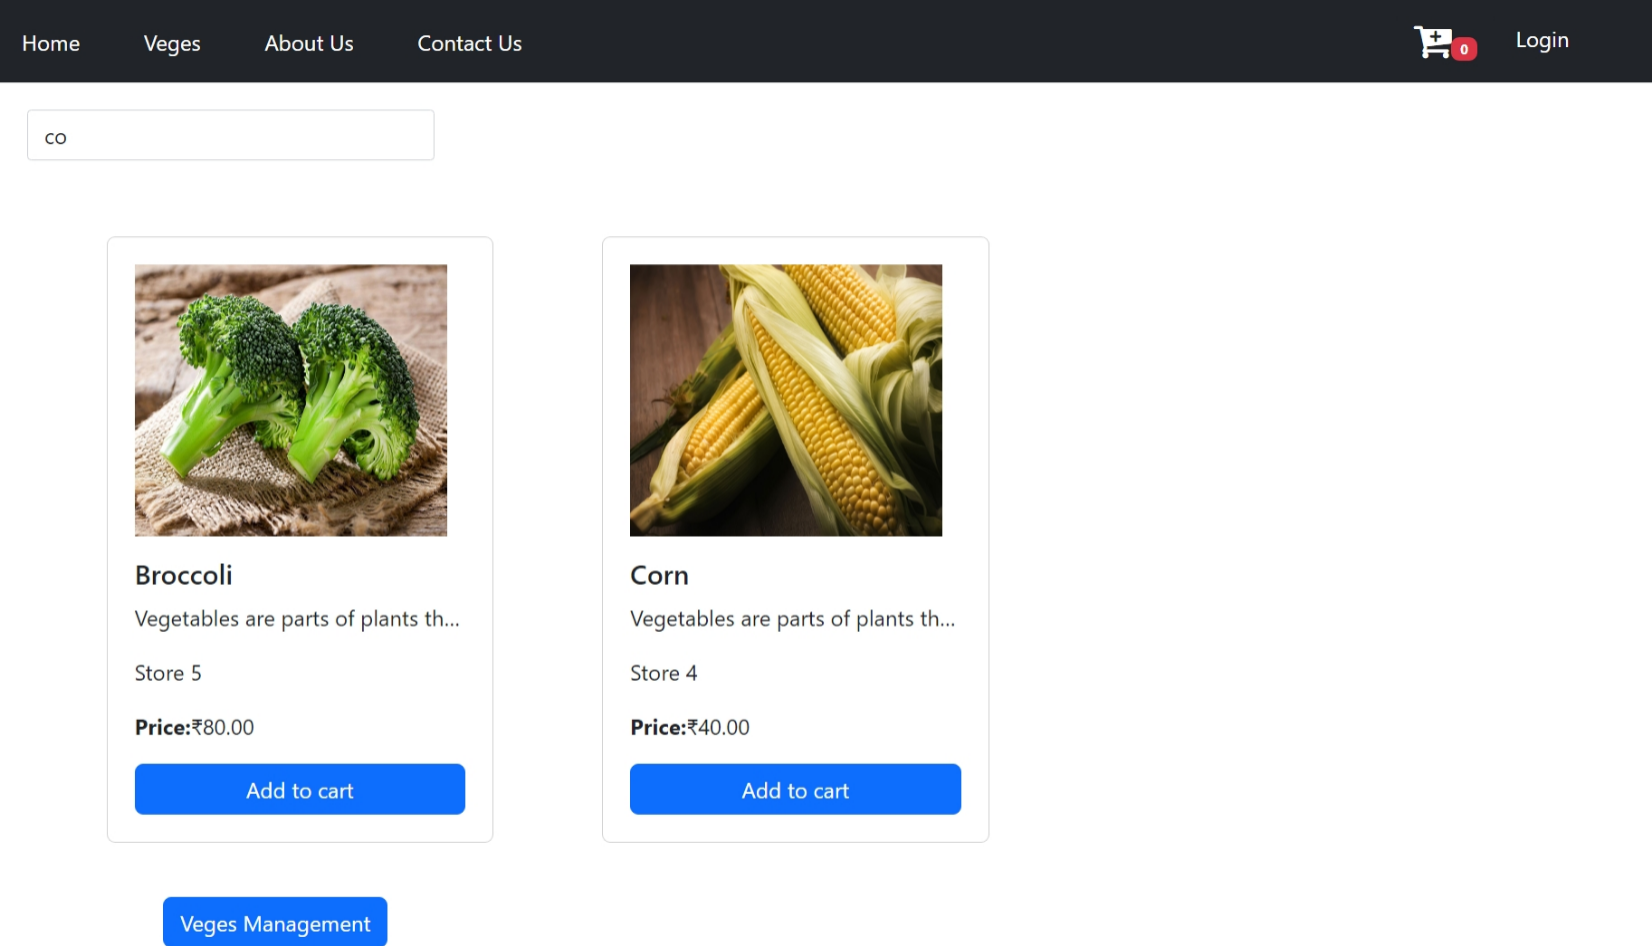 Home Veges About Us Contact Us 0 Login
co
Broccoli
Vegetables are parts of plants th...
Store 5
Price:₹80.00
Add to cart
Corn
Vegetables are parts of plants th...
Store 4
Price:₹40.00
Add to cart
Veges Management